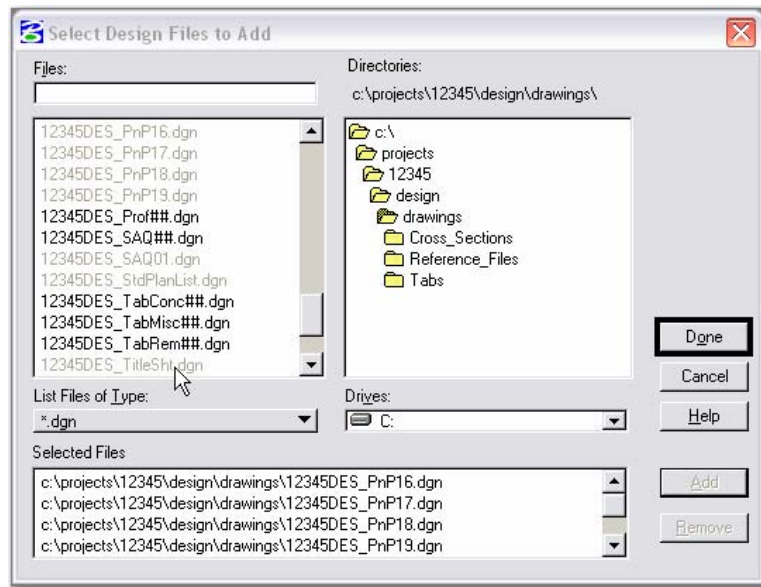 Select Design Files to Add
Files:
12345DES_PnP16.dgn
12345DES_PnP17.dgn
12345DES_PnP18.dgn
12345DES_PnP19.dgn
12345DES_Prof##.dgn
12345DES_SAQ##.dgn
12345DES_SAQ01.dgn
12345DES_StdPlanList.dgn
12345DES_TabConc##.dgn
12345DES_TabMisc##.dgn
12345DES_TabRem##.dgn
12345DES_TitleSht.dgn
List Files of Type:
*.dgn
Directories:
c:\projects\12345\design\drawings\
c:\
projects
12345
design
drawings
Cross_Sections
Reference_Files
Tabs
Drives:
C:
Done
Cancel
Help
Selected Files
c:\projects\12345\design\drawings\12345DES_PnP16.dgn
c:\projects\12345\design\drawings\12345DES_PnP17.dgn
c:\projects\12345\design\drawings\12345DES_PnP18.dgn
c:\projects\12345\design\drawings\12345DES_PnP19.dgn
Add
Remove